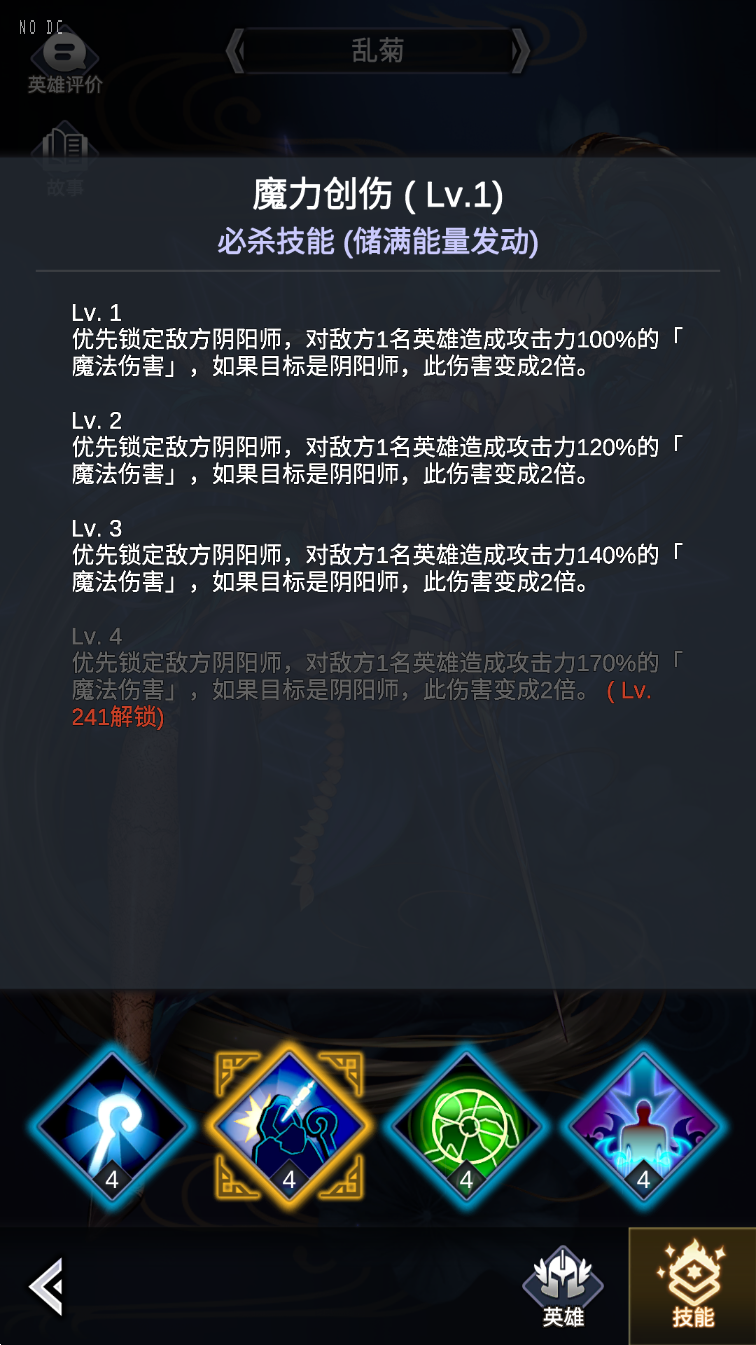 NO DC
乱菊
英雄评价
故事
魔力创伤 ( Lv.1)
必杀技能 (储满能量发动)
Lv. 1
优先锁定敌方阴阳师，对敌方1名英雄造成攻击力100%的「
魔法伤害」，如果目标是阴阳师，此伤害变成2倍。
Lv. 2
优先锁定敌方阴阳师，对敌方1名英雄造成攻击力120%的「
魔法伤害」，如果目标是阴阳师，此伤害变成2倍。
Lv. 3
优先锁定敌方阴阳师，对敌方1名英雄造成攻击力140%的「
魔法伤害」，如果目标是阴阳师，此伤害变成2倍。
Lv. 4
优先锁定敌方阴阳师，对敌方1名英雄造成攻击力170%的「
魔法伤害」，如果目标是阴阳师，此伤害变成2倍。 ( Lv.
241解锁)
4
4
4
4
英雄
技能